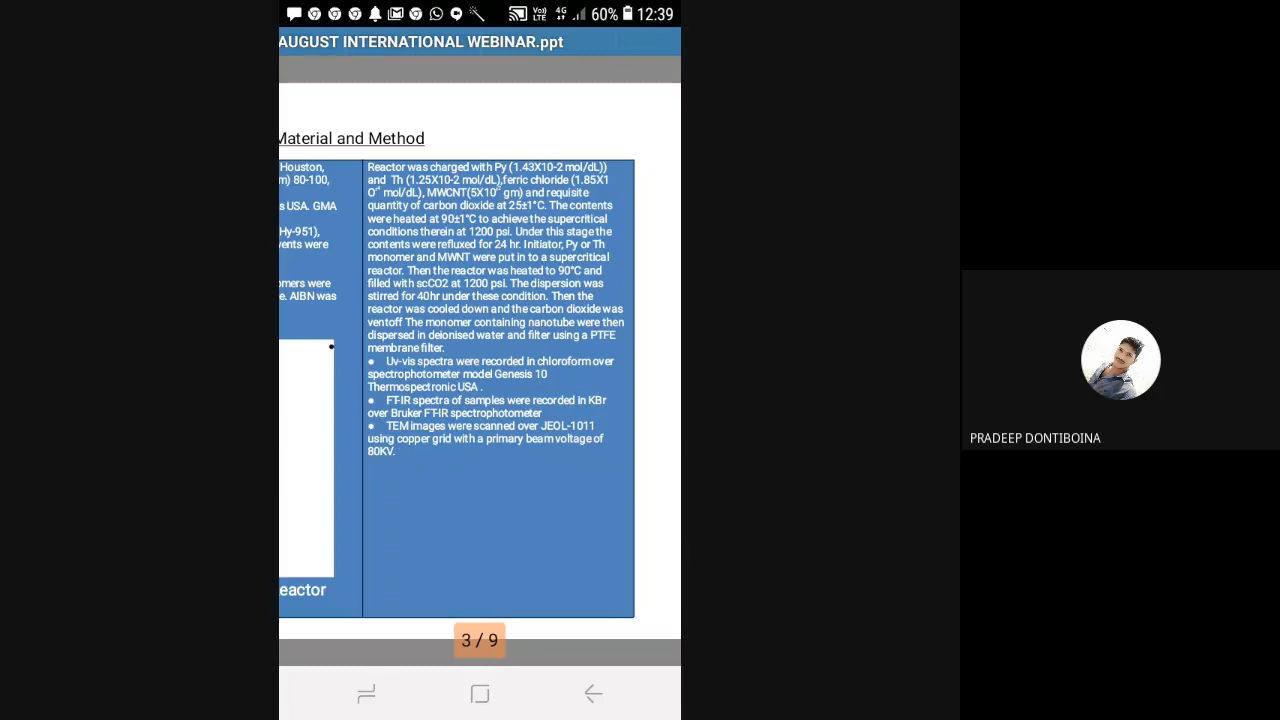 60% 12:39
AUGUST INTERNATIONAL WEBINAR.ppt
Material and Method
Houston,
m) 80-100,
s USA. GMA
Hy-951),
vents were
omers were
e. AIBN was
eactor
Reactor was charged with Py (1.43X10-2 mol/dL))
and Th (1.25X10-2 mol/dL),ferric chloride (1.85X1
0 mol/dL), MWCNT(5X10 gm) and requisite
quantity of carbon dioxide at 25±1°C. The contents
were heated at 90±1°C to achieve the supercritical
conditions therein at 1200 psi. Under this stage the
contents were refluxed for 24 hr. Initiator, Py or Th
monomer and MWNT were put in to a supercritical
reactor. Then the reactor was heated to 90°C and
filled with scCO2 at 1200 psi. The dispersion was
stirred for 40hr under these condition. Then the
reactor was cooled down and the carbon dioxide was
ventoff The monomer containing nanotube were then
dispersed in deionised water and filter using a PTFE
membrane filter.
● Uv-vis spectra were recorded in chloroform over
spectrophotometer model Genesis 10
Thermospectronic USA .
● FT-IR spectra of samples were recorded in KBr
over Bruker FT-IR spectrophotometer
● TEM images were scanned over JEOL-1011
using copper grid with a primary beam voltage of
80KV.
3 / 9
PRADEEP DONTIBOINA